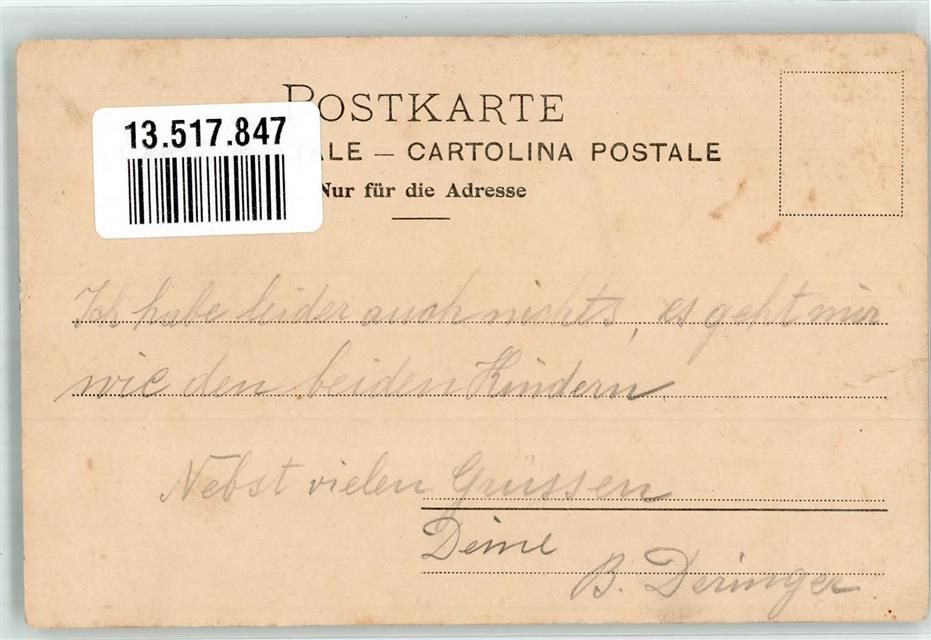 POSTKARTE
13.517.847
TALE – CARTOLINA POSTALE
Nur für die Adresse
Ich habe leider auch nichts, es geht mir
wie den beiden Kindern.
Nebst vielen Grüssen
Deine
B. Deringer